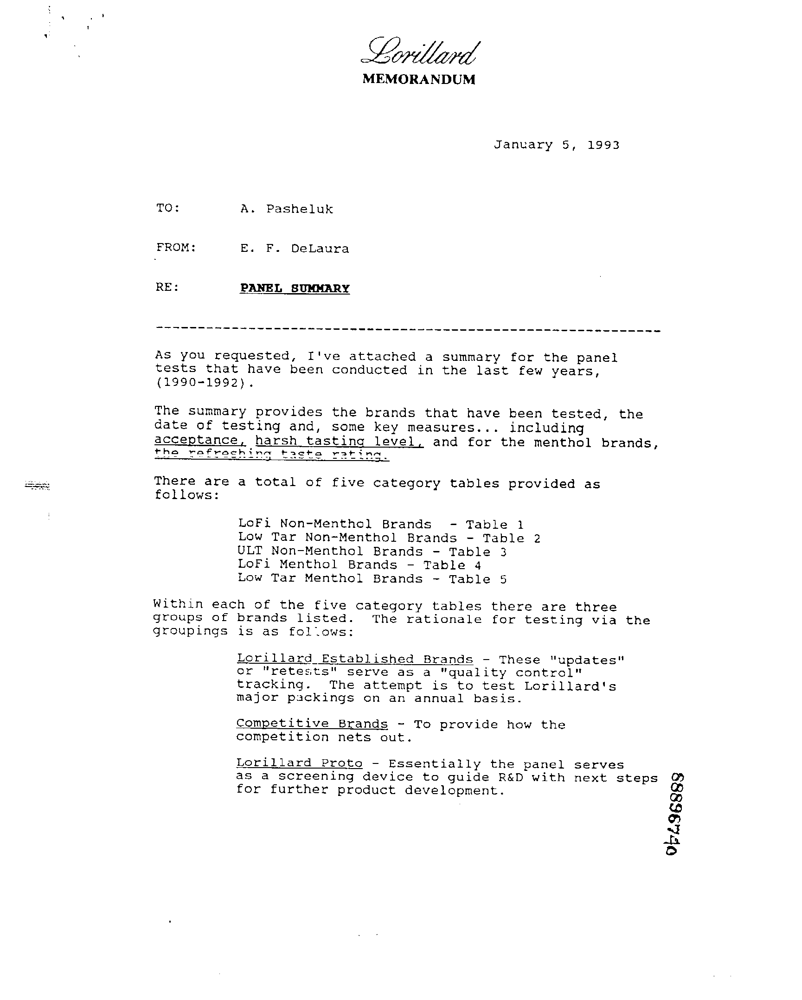 Lorillard
MEMORANDUM
January 5, 1993
TO: A. Pasheluk
FROM: E. F. DeLaura
RE: PANEL SUMMARY
------------------------------------------------------------
As you requested, I've attached a summary for the panel
tests that have been conducted in the last few years,
(1990-1992).
The summary provides the brands that have been tested, the
date of testing and, some key measures... including
acceptance, harsh tasting level, and for the menthol brands,
the refreshing taste rating.
There are a total of five category tables provided as
follows:
LoFi Non-Menthol Brands - Table 1
Low Tar Non-Menthol Brands - Table 2
ULT Non-Menthol Brands - Table 3
LoFi Menthol Brands - Table 4
Low Tar Menthol Brands - Table 5
Within each of the five category tables there are three
groups of brands listed. The rationale for testing via the
groupings is as follows:
Lorillard Established Brands - These "updates"
or "retests" serve as a "quality control"
tracking. The attempt is to test Lorillard's
major packings on an annual basis.
Competitive Brands - To provide how the
competition nets out.
Lorillard Proto - Essentially the panel serves
as a screening device to guide R&D with next steps
for further product development.
88896740